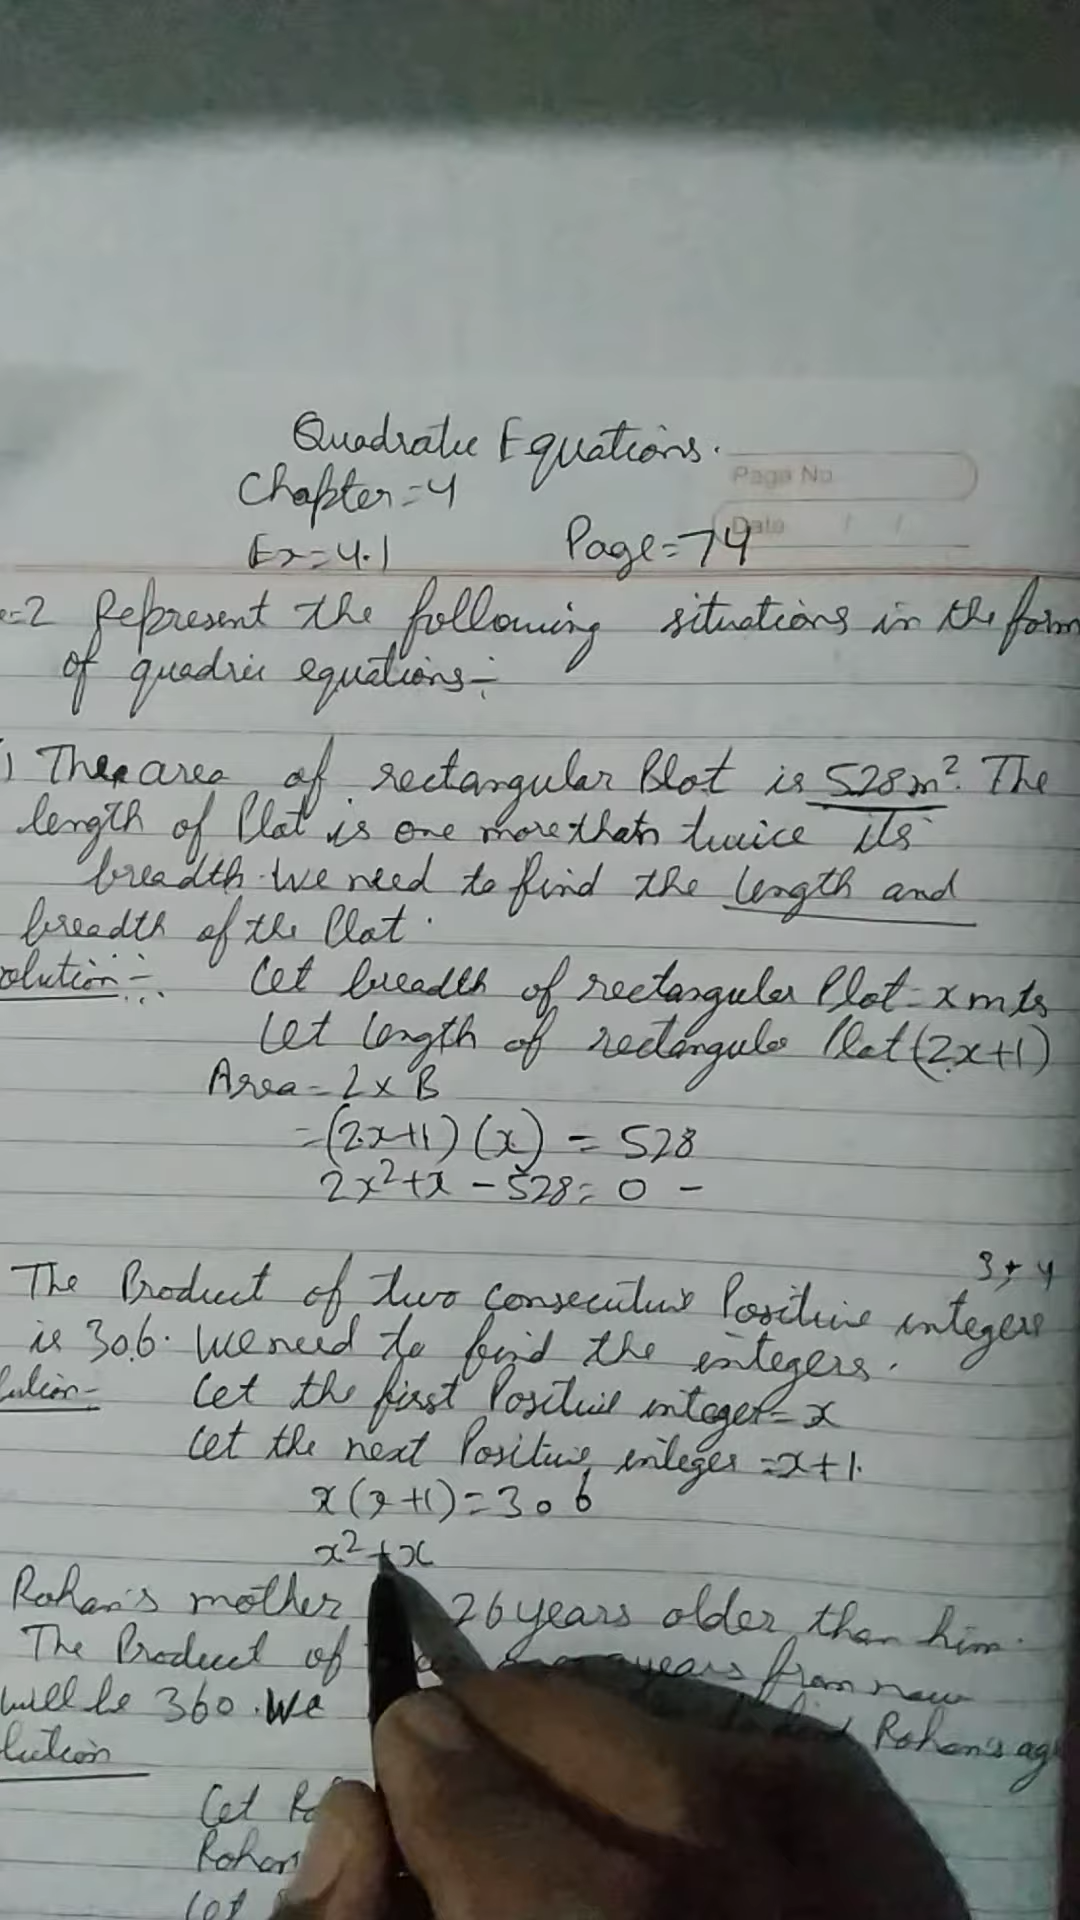 Quadratic Equations.
Chapter=4
Page No.
Date / /
Ex=4.1 Page=74
=2 Represent the following situations in the form
of quadric equations:-
i) The area of rectangular Plot is 528m². The
length of Plot is one more than twice its
breadth. We need to find the length and
breadth of the Plot.
olution:- Let breadth of rectangular Plot=x mts
Let length of rectangular Plot(2x+1)
Area=L×B
=(2x+1)(x) = 528
2x²+x-528=0 -
3, 4
The Product of two consecutive Positive integers
is 306. We need to find the integers.
lution- Let the first Positive integer=x
Let the next Positive integer=x+1.
x(x+1)=306
x²+x
Rohan's mother 26 years older than him.
The Product of years from now
will be 360. We Rohan's ag
lution
Let
Rohan
Let